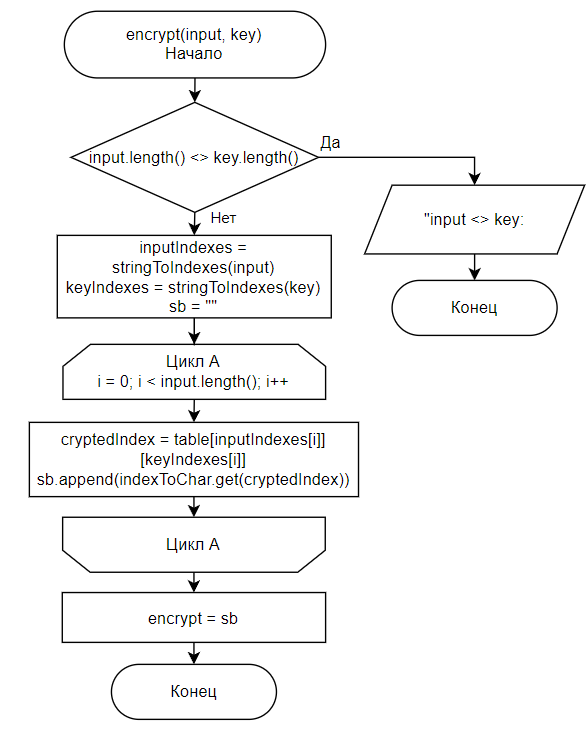 encrypt(input, key)
Начало
input.length() <> key.length()
Да
Нет
"input <> key:
Конец
inputIndexes =
stringToIndexes(input)
keyIndexes = stringToIndexes(key)
sb = ""
Цикл А
i = 0; i < input.length(); i++
cryptedIndex = table[inputIndexes[i]]
[keyIndexes[i]]
sb.append(indexToChar.get(cryptedIndex))
Цикл А
encrypt = sb
Конец